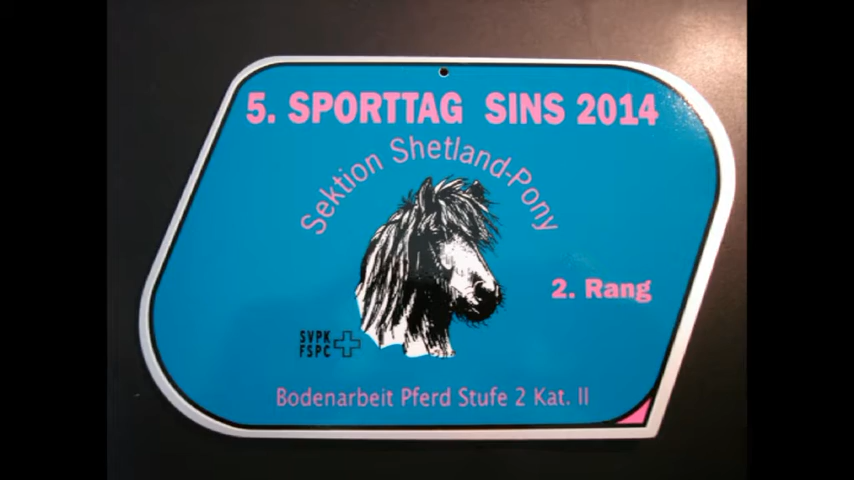 5. SPORTTAG SINS 2014
Sektion Shetland-Pony
2. Rang
SVPK
FSPC
Bodenarbeit Pferd Stufe 2 Kat. II